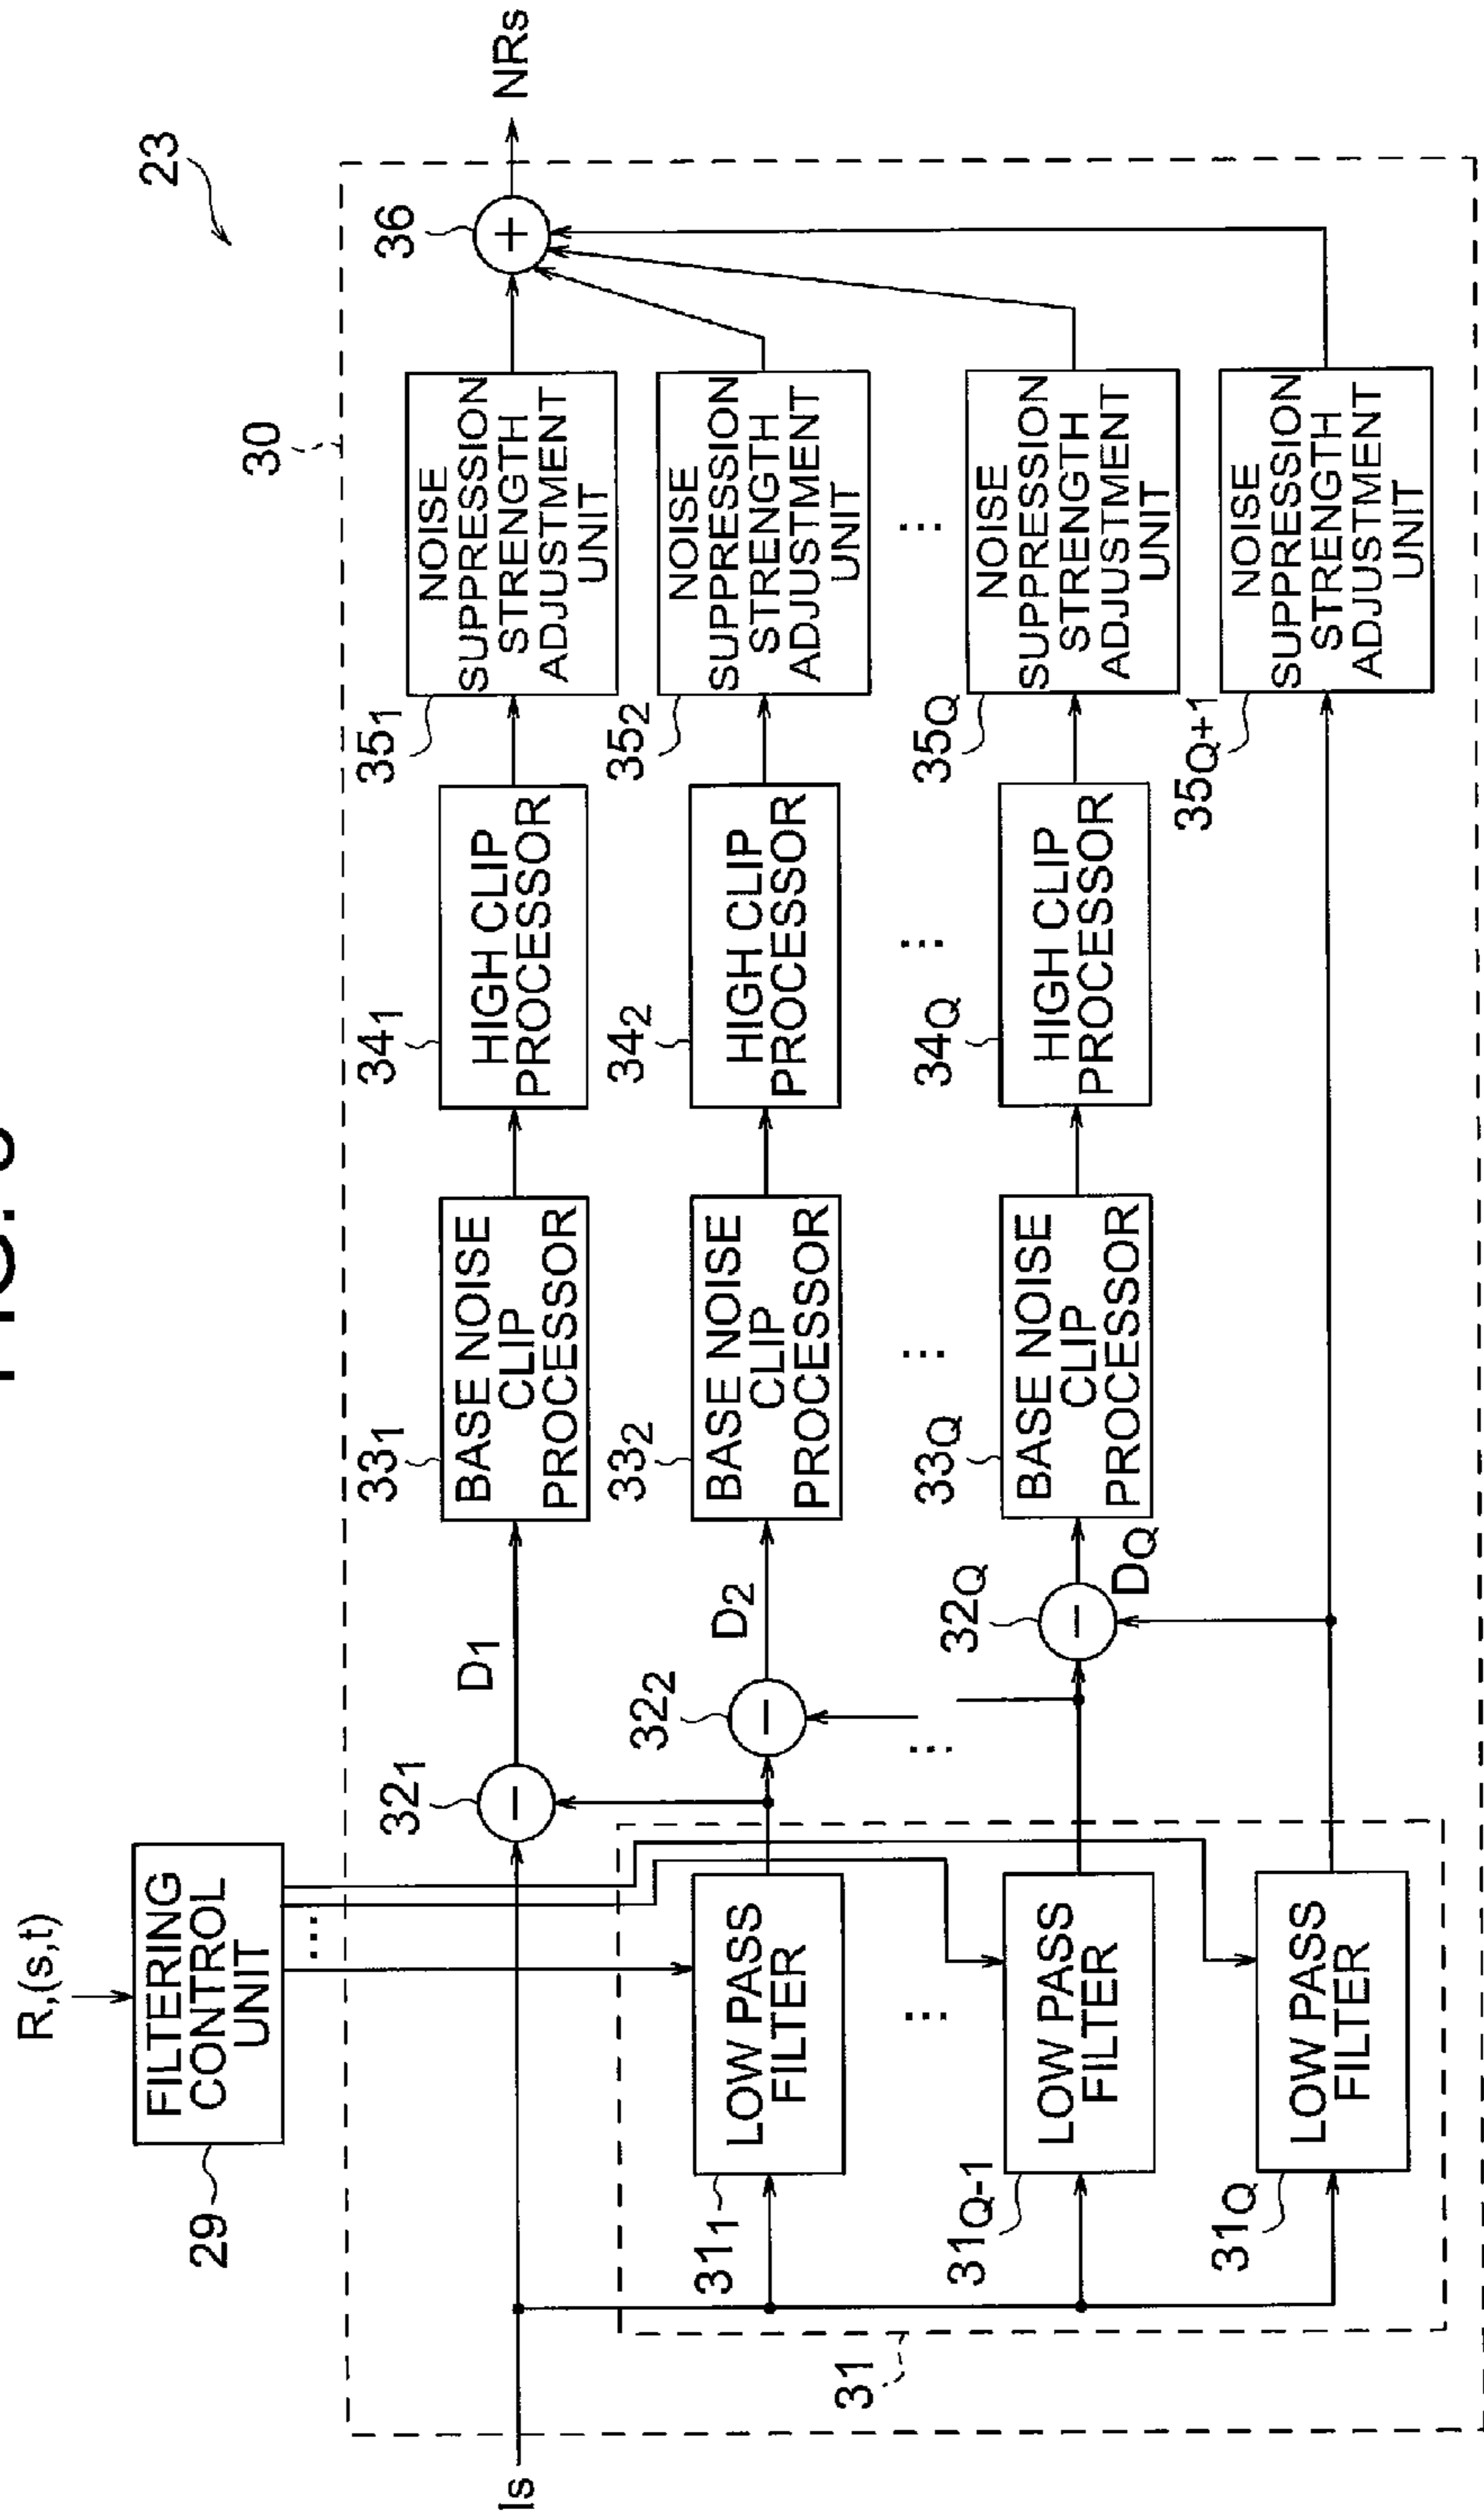 23
R,(s,t)
FILTERING
CONTROL
UNIT
29
30
Is
NRs
36
31
31₁
LOW PASS
FILTER
31Q-1
LOW PASS
FILTER
31Q
LOW PASS
FILTER
32₁
D₁
33₁
BASE NOISE
CLIP
PROCESSOR
34₁
HIGH CLIP
PROCESSOR
35₁
NOISE
SUPPRESSION
STRENGTH
ADJUSTMENT
UNIT
32₂
D₂
33₂
BASE NOISE
CLIP
PROCESSOR
34₂
HIGH CLIP
PROCESSOR
35₂
NOISE
SUPPRESSION
STRENGTH
ADJUSTMENT
UNIT
32Q
DQ
33Q
BASE NOISE
CLIP
PROCESSOR
34Q
HIGH CLIP
PROCESSOR
35Q
NOISE
SUPPRESSION
STRENGTH
ADJUSTMENT
UNIT
35Q+1
NOISE
SUPPRESSION
STRENGTH
ADJUSTMENT
UNIT